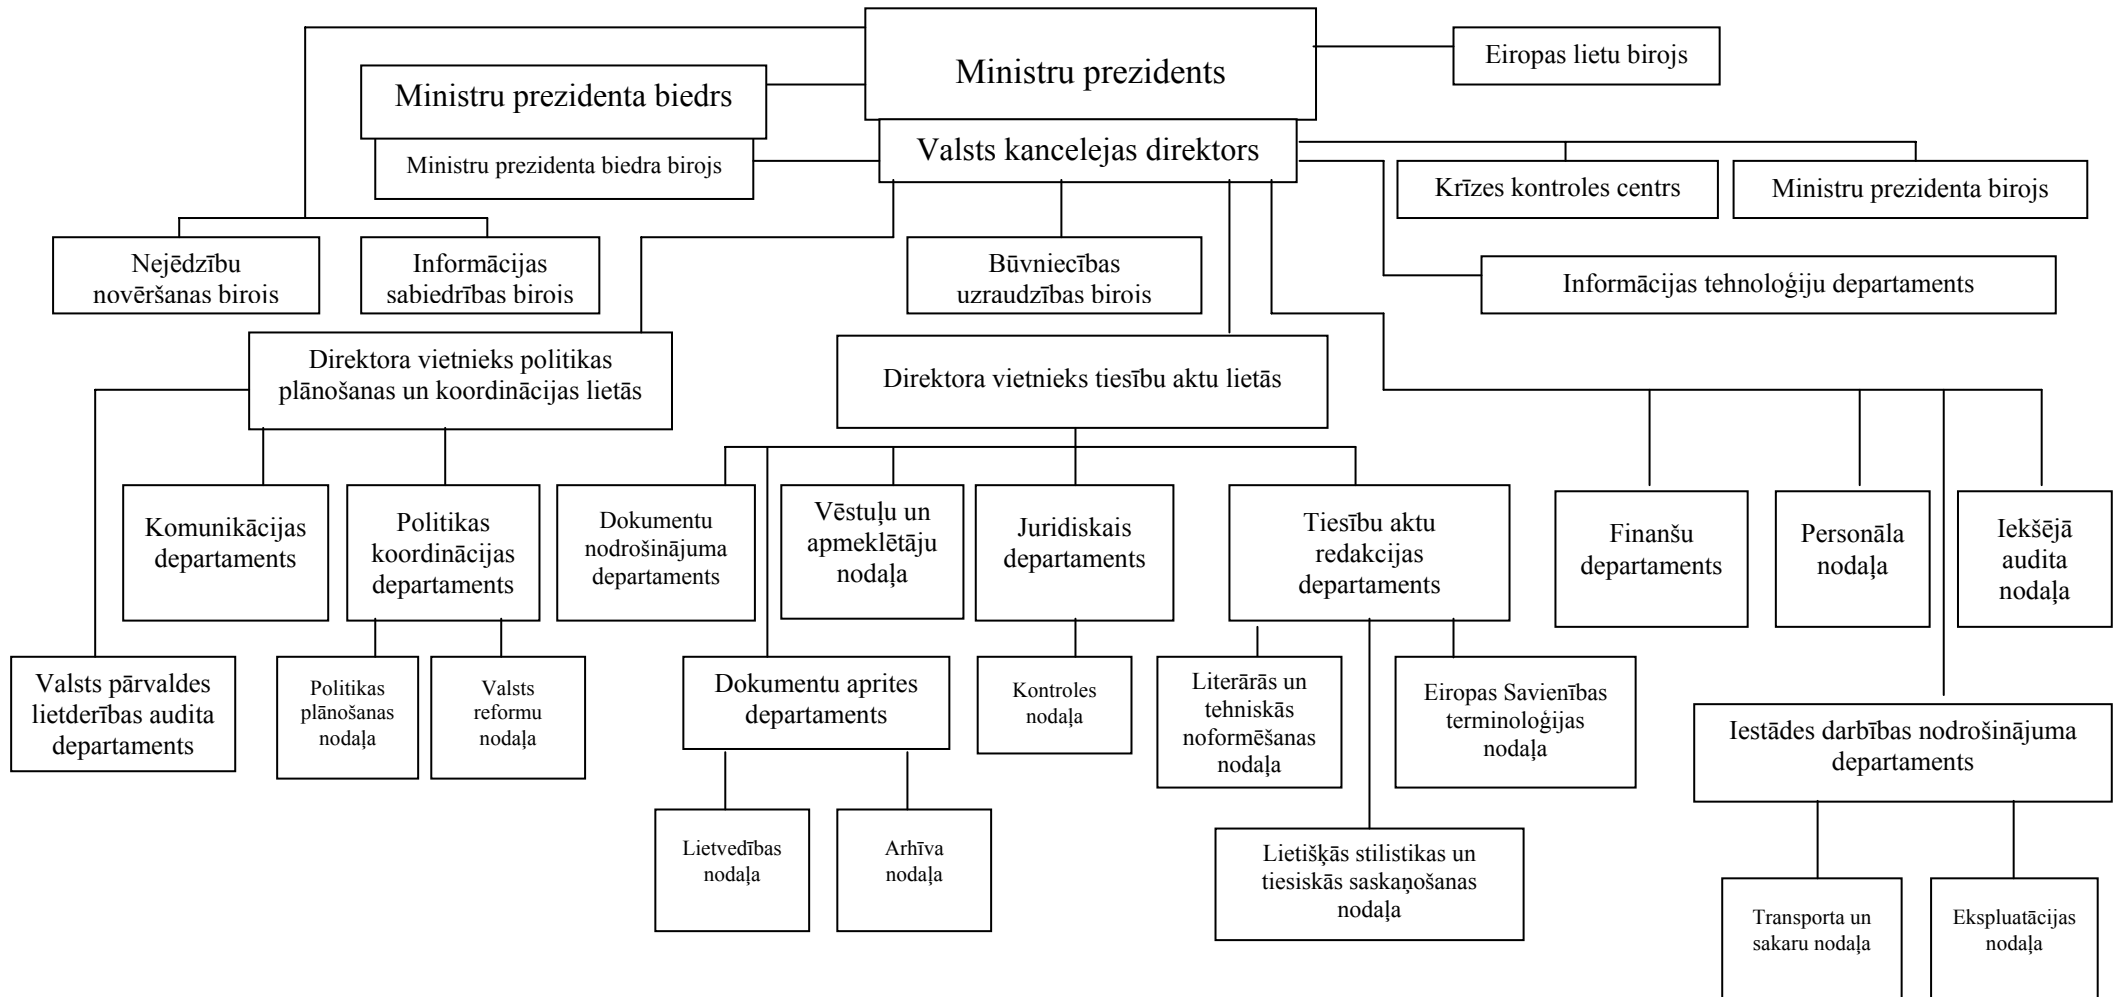 Ministru prezidents
Eiropas lietu birojs
Ministru prezidenta biedrs
Ministru prezidenta biedra birojs
Valsts kancelejas direktors
Krīzes kontroles centrs
Ministru prezidenta birojs
Nejēdzību
novēršanas birojs
Informācijas
sabiedrības birojs
Būvniecības
uzraudzības birojs
Informācijas tehnoloģiju departaments
Direktora vietnieks politikas
plānošanas un koordinācijas lietās
Direktora vietnieks tiesību aktu lietās
Komunikācijas
departaments
Politikas
koordinācijas
departaments
Dokumentu
nodrošinājuma
departaments
Vēstuļu un
apmeklētāju
nodaļa
Juridiskais
departaments
Tiesību aktu
redakcijas
departaments
Finanšu
departaments
Personāla
nodaļa
Iekšējā
audita
nodaļa
Valsts pārvaldes
lietderības audita
departaments
Politikas
plānošanas
nodaļa
Valsts
reformu
nodaļa
Dokumentu aprites
departaments
Kontroles
nodaļa
Literārās un
tehniskās
noformēšanas
nodaļa
Eiropas Savienības
terminoloģijas
nodaļa
Iestādes darbības nodrošinājuma
departaments
Lietvedības
nodaļa
Arhīva
nodaļa
Lietišķās stilistikas un
tiesiskās saskaņošanas
nodaļa
Transporta un
sakaru nodaļa
Ekspluatācijas
nodaļa